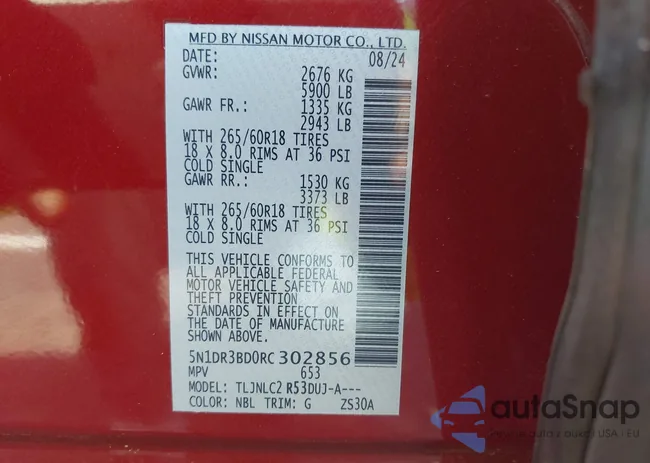 MFD BY NISSAN MOTOR CO., LTD.
DATE: 08/24
GVWR: 2676 KG
5900 LB
GAWR FR.: 1335 KG
2943 LB
WITH 265/60R18 TIRES
18 X 8.0 RIMS AT 36 PSI
COLD SINGLE
GAWR RR.: 1530 KG
3373 LB
WITH 265/60R18 TIRES
18 X 8.0 RIMS AT 36 PSI
COLD SINGLE
THIS VEHICLE CONFORMS TO
ALL APPLICABLE FEDERAL
MOTOR VEHICLE SAFETY AND
THEFT PREVENTION
STANDARDS IN EFFECT ON
THE DATE OF MANUFACTURE
SHOWN ABOVE.
5N1DR3BD0RC302856
MPV 653
MODEL: TLJNLC2 R53DUJ-A---
COLOR: NBL TRIM: G ZS30A
autoSnap
USA - EU